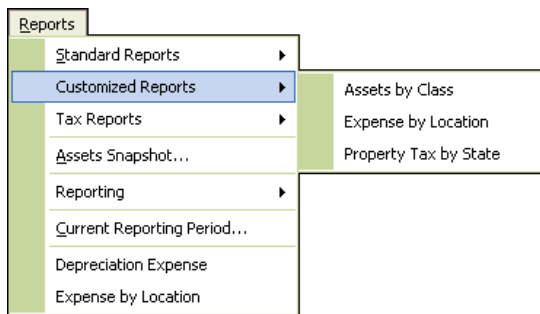 Reports
Standard Reports
Customized Reports
Tax Reports
Assets Snapshot...
Reporting
Current Reporting Period...
Depreciation Expense
Expense by Location
Assets by Class
Expense by Location
Property Tax by State